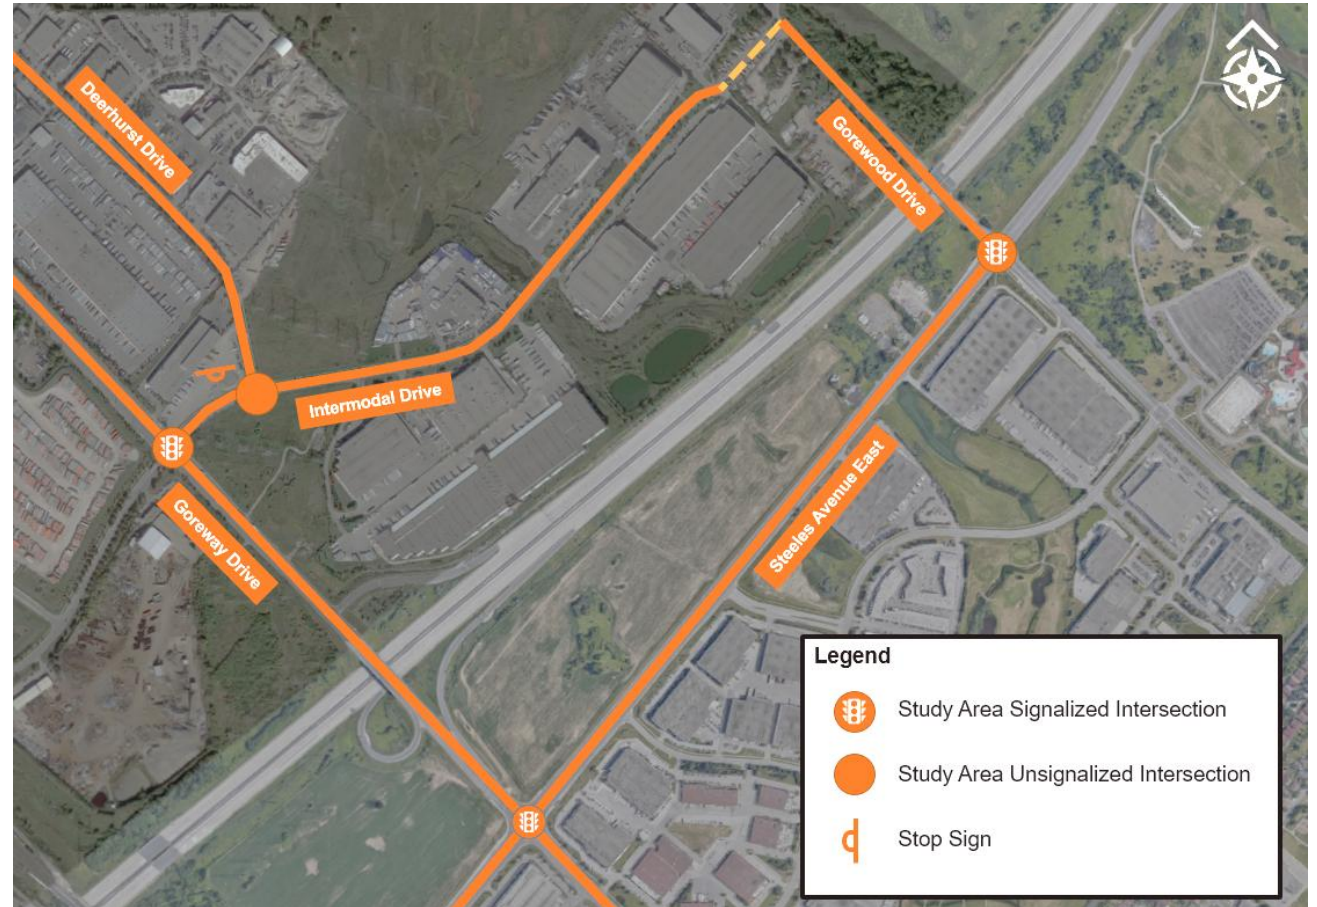 Deerhurst Drive
Gorewood Drive
Intermodal Drive
Steeles Avenue East
Goreway Drive
Legend
Study Area Signalized Intersection
Study Area Unsignalized Intersection
Stop Sign